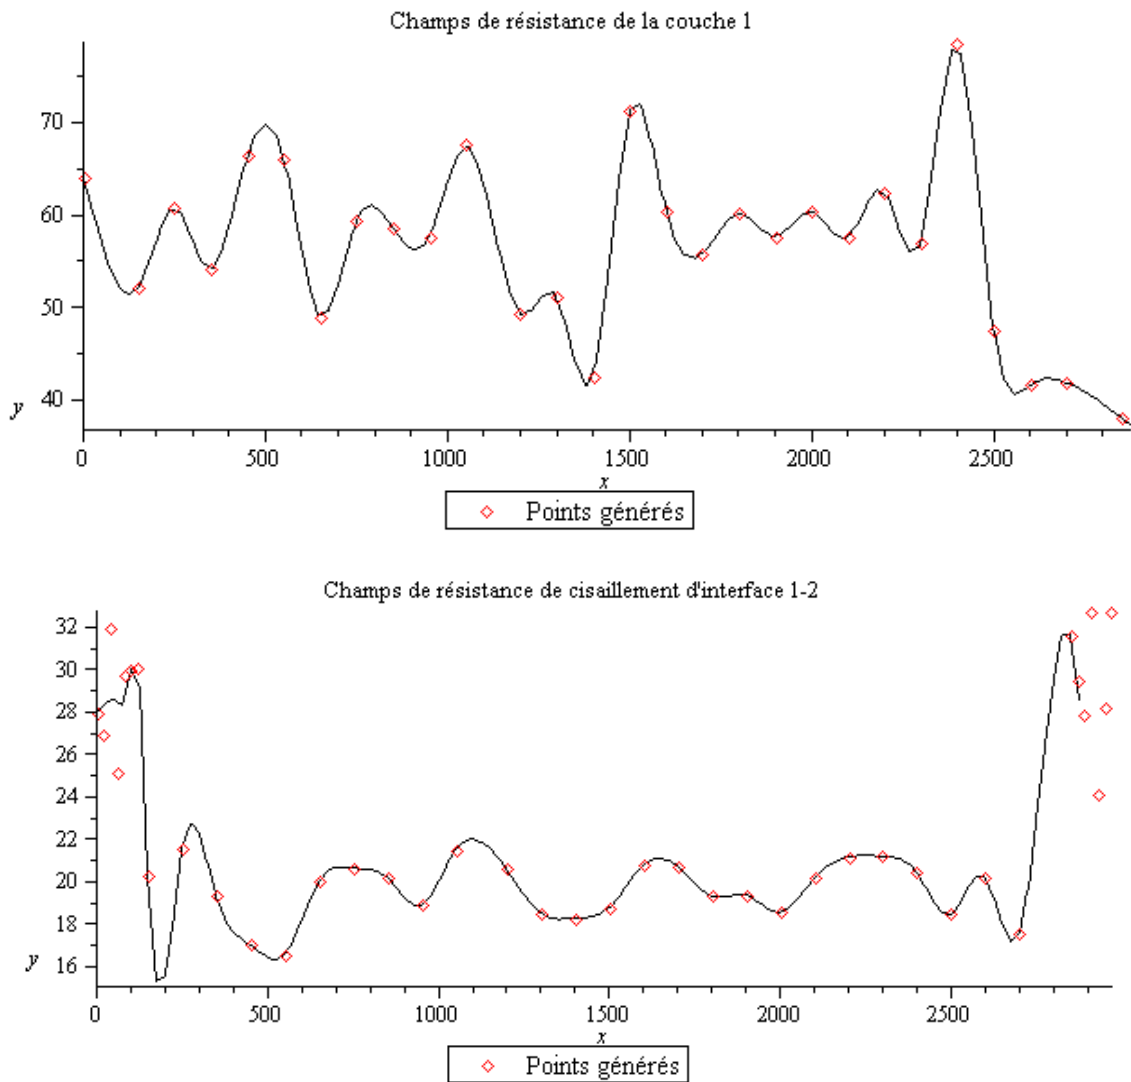 Champs de résistance de la couche 1
70
60
50
40
y
0 500 1000 1500 2000 2500
x
Points générés
Champs de résistance de cisaillement d'interface 1-2
32
30
28
26
24
22
20
18
16
y
0 500 1000 1500 2000 2500
x
Points générés